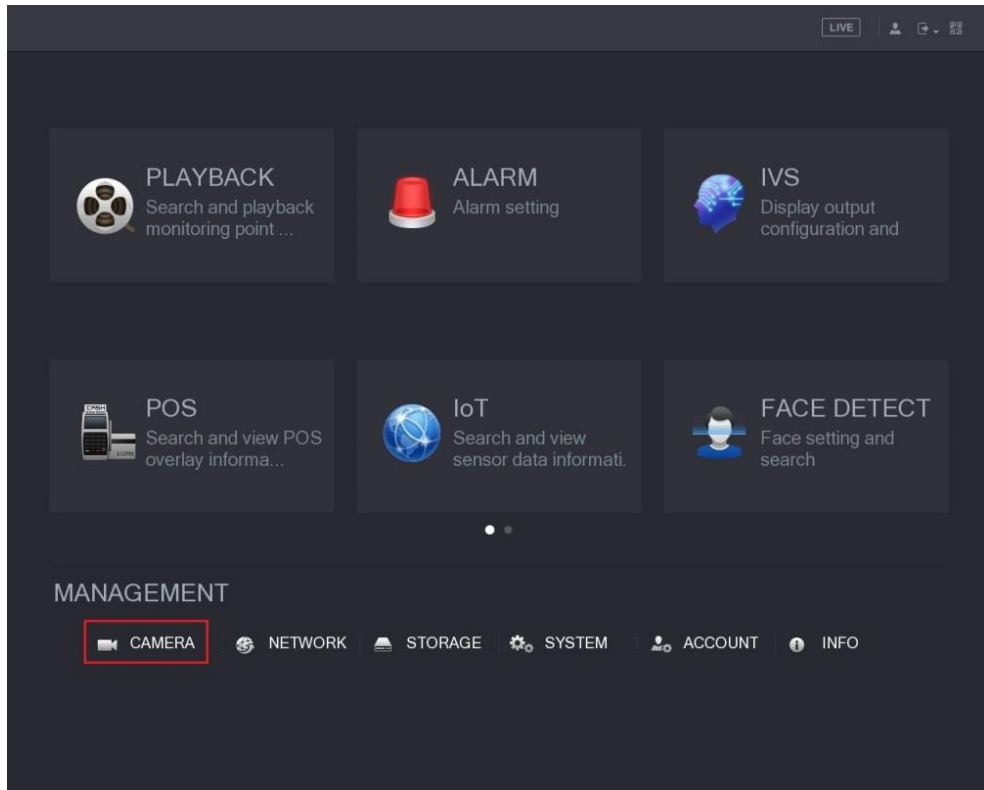 LIVE
PLAYBACK
Search and playback
monitoring point ...
ALARM
Alarm setting
IVS
Display output
configuration and
POS
Search and view POS
overlay informa...
IoT
Search and view
sensor data informati.
FACE DETECT
Face setting and
search
MANAGEMENT
CAMERA NETWORK STORAGE SYSTEM ACCOUNT INFO